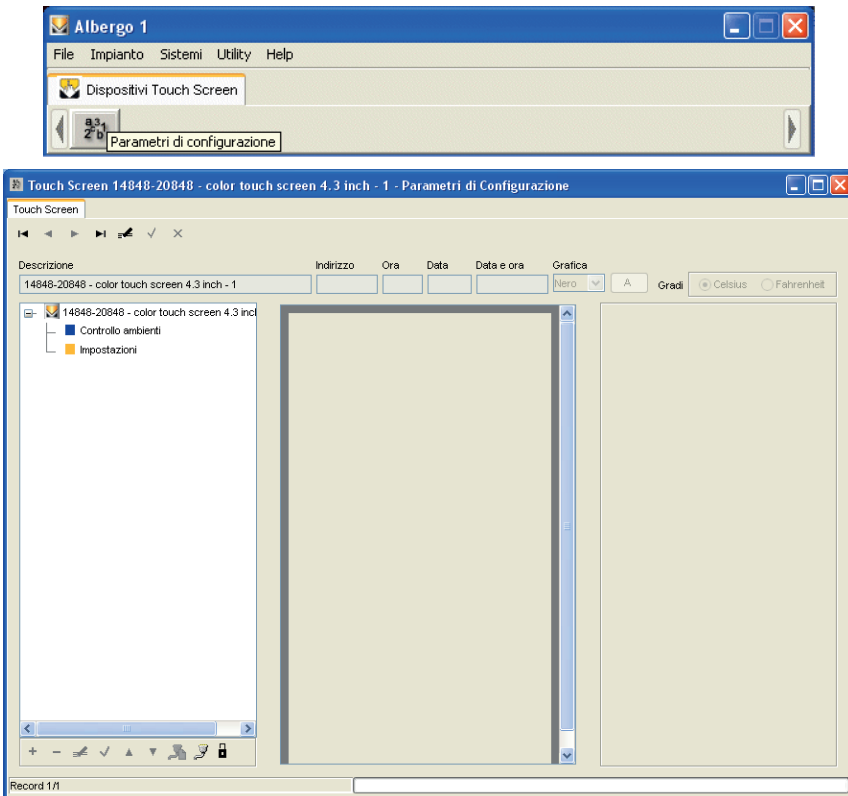 Albergo 1
File Impianto Sistemi Utility Help
Dispositivi Touch Screen
Parametri di configurazione
Touch Screen 14848-20848 - color touch screen 4.3 inch - 1 - Parametri di Configurazione
Touch Screen
Descrizione Indirizzo Ora Data Data e ora Grafica
14848-20848 - color touch screen 4.3 inch - 1 Nero A Gradi Celsius Fahrenheit
14848-20848 - color touch screen 4.3 incl
Controllo ambienti
Impostazioni
Record 1/1